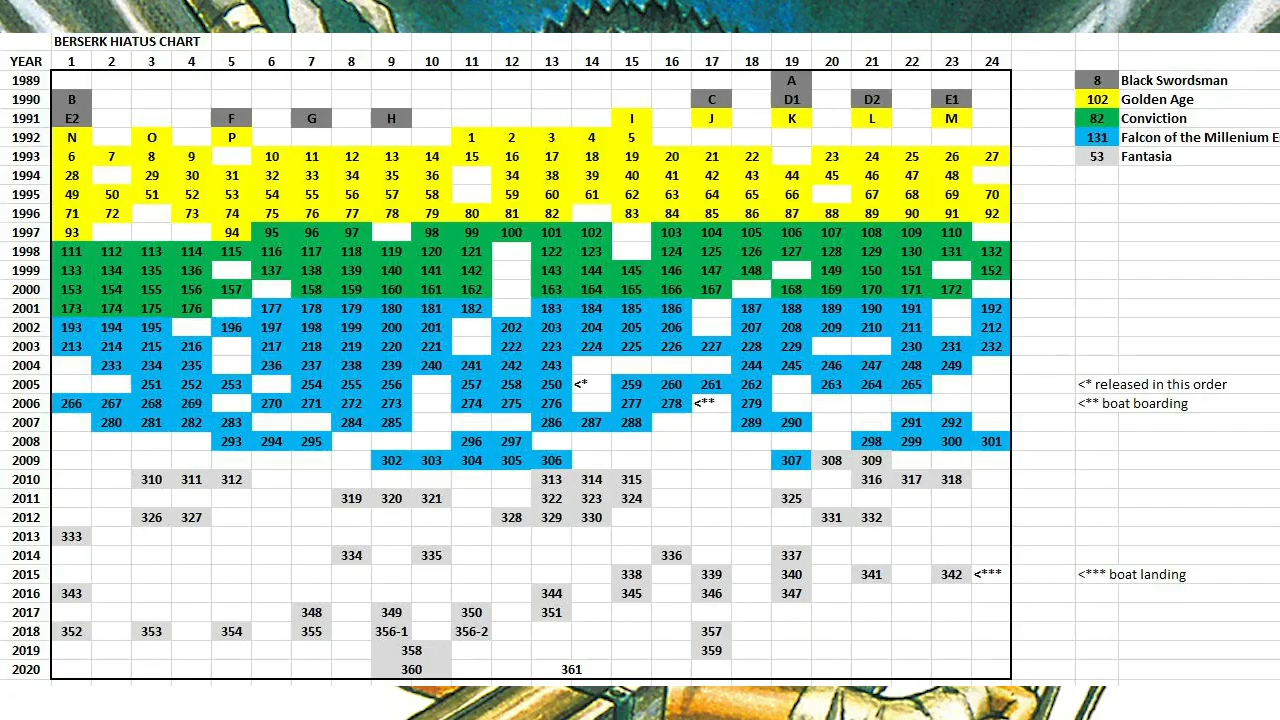 BERSERK HIATUS CHART
YEAR 1 2 3 4 5 6 7 8 9 10 11 12 13 14 15 16 17 18 19 20 21 22 23 24
1989 A 8 Black Swordsman
1990 B C D1 D2 E1 102 Golden Age
1991 E2 F G H I J K L M 82 Conviction
1992 N O P 1 2 3 4 5 131 Falcon of the Millenium E
1993 6 7 8 9 10 11 12 13 14 15 16 17 18 19 20 21 22 23 24 25 26 27 53 Fantasia
1994 28 29 30 31 32 33 34 35 36 34 38 39 40 41 42 43 44 45 46 47 48
1995 49 50 51 52 53 54 55 56 57 58 59 60 61 62 63 64 65 66 67 68 69 70
1996 71 72 73 74 75 76 77 78 79 80 81 82 83 84 85 86 87 88 89 90 91 92
1997 93 94 95 96 97 98 99 100 101 102 103 104 105 106 107 108 109 110
1998 111 112 113 114 115 116 117 118 119 120 121 122 123 124 125 126 127 128 129 130 131 132
1999 133 134 135 136 137 138 139 140 141 142 143 144 145 146 147 148 149 150 151 152
2000 153 154 155 156 157 158 159 160 161 162 163 164 165 166 167 168 169 170 171 172
2001 173 174 175 176 177 178 179 180 181 182 183 184 185 186 187 188 189 190 191 192
2002 193 194 195 196 197 198 199 200 201 202 203 204 205 206 207 208 209 210 211 212
2003 213 214 215 216 217 218 219 220 221 222 223 224 225 226 227 228 229 230 231 232
2004 233 234 235 236 237 238 239 240 241 242 243 244 245 246 247 248 249
2005 251 252 253 254 255 256 257 258 250 <* 259 260 261 262 263 264 265 <* released in this order
2006 266 267 268 269 270 271 272 273 274 275 276 277 278 <** 279 <** boat boarding
2007 280 281 282 283 284 285 286 287 288 289 290 291 292
2008 293 294 295 296 297 298 299 300 301
2009 302 303 304 305 306 307 308 309
2010 310 311 312 313 314 315 316 317 318
2011 319 320 321 322 323 324 325
2012 326 327 328 329 330 331 332
2013 333
2014 334 335 336 337
2015 338 339 340 341 342 <*** <*** boat landing
2016 343 344 345 346 347
2017 348 349 350 351
2018 352 353 354 355 356-1 356-2 357
2019 358 359
2020 360 361